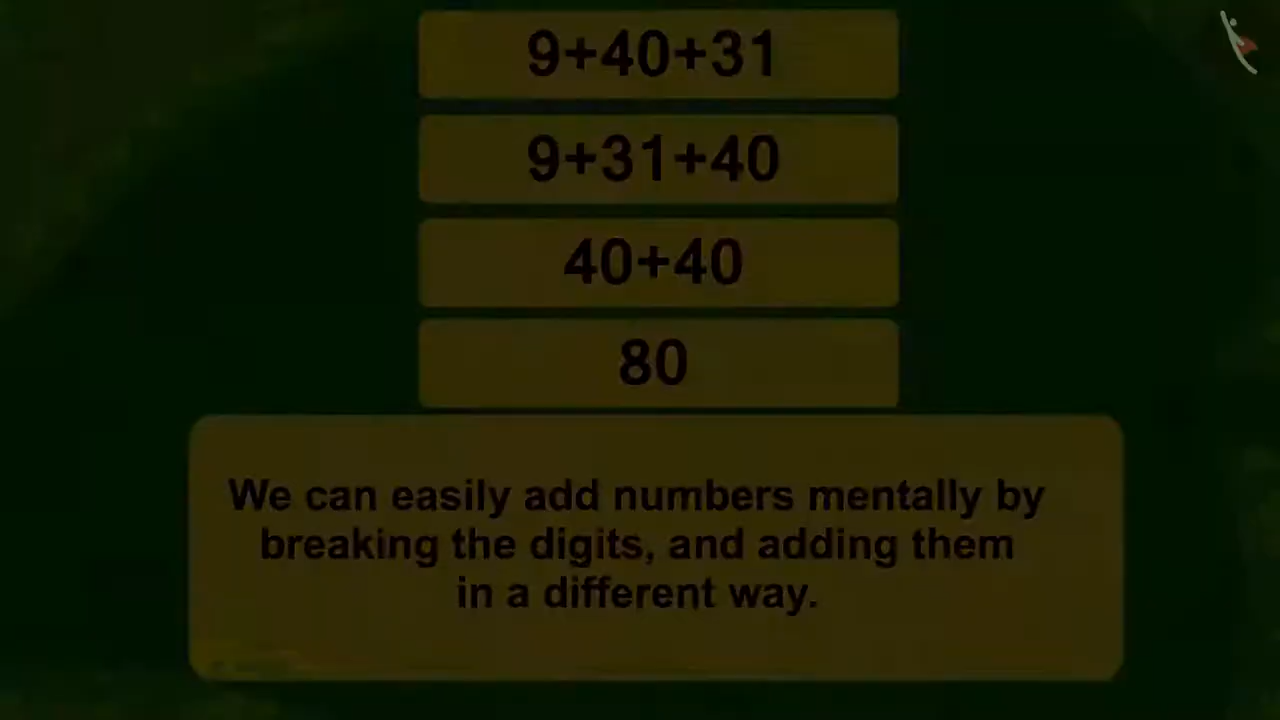 9+40+31
9+31+40
40+40
80
We can easily add numbers mentally by
breaking the digits, and adding them
in a different way.